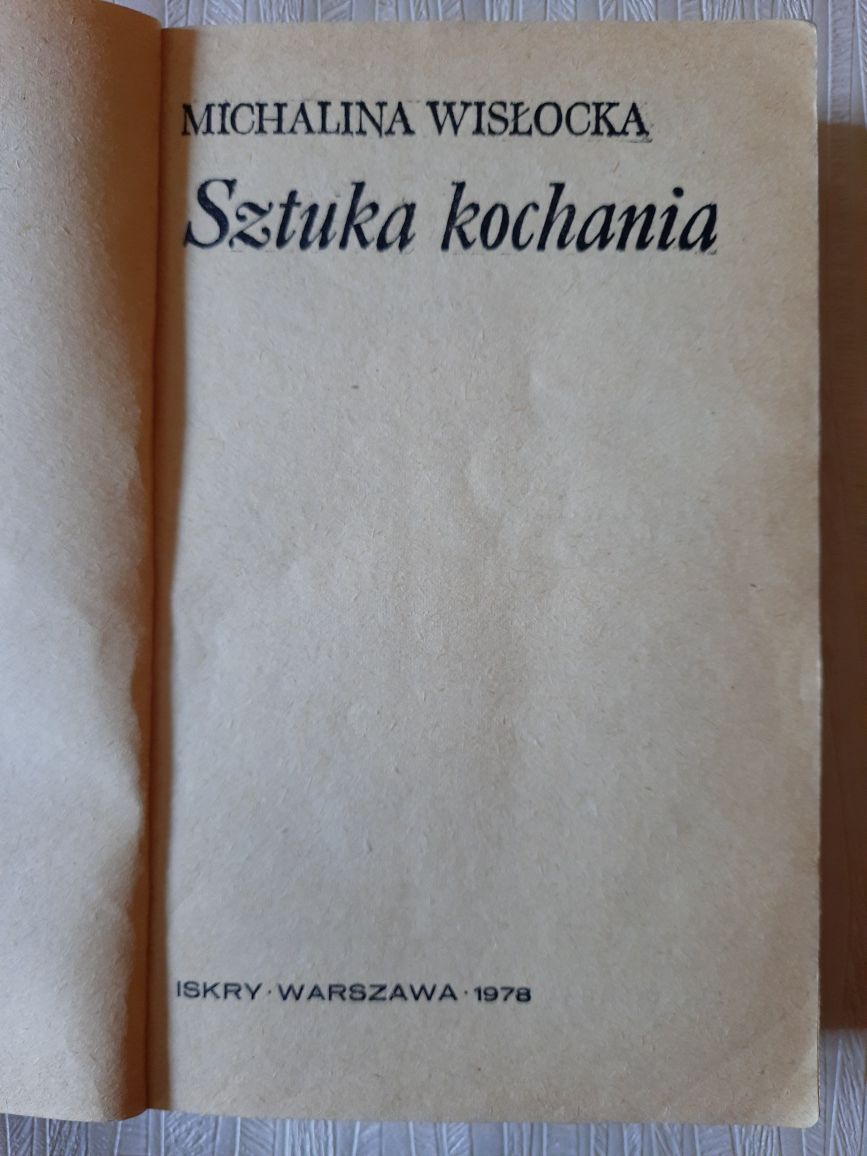 MICHALINA WISŁOCKA
Sztuka kochania
ISKRY · WARSZAWA · 1978